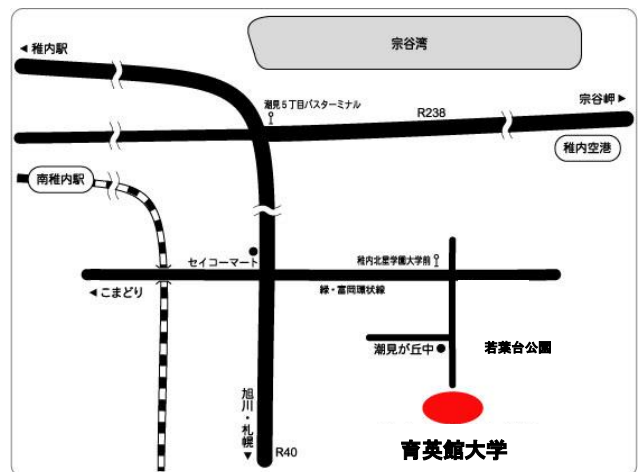 宗谷湾
◀ 稚内駅
宗谷岬 ▶
潮見5丁目バスターミナル
R238
稚内空港
南稚内駅
セイコーマート
稚内北星学園大学前
◀ こまどり
緑・富岡環状線
潮見が丘中
若葉台公園
旭川・札幌 ▶
R40
育英館大学